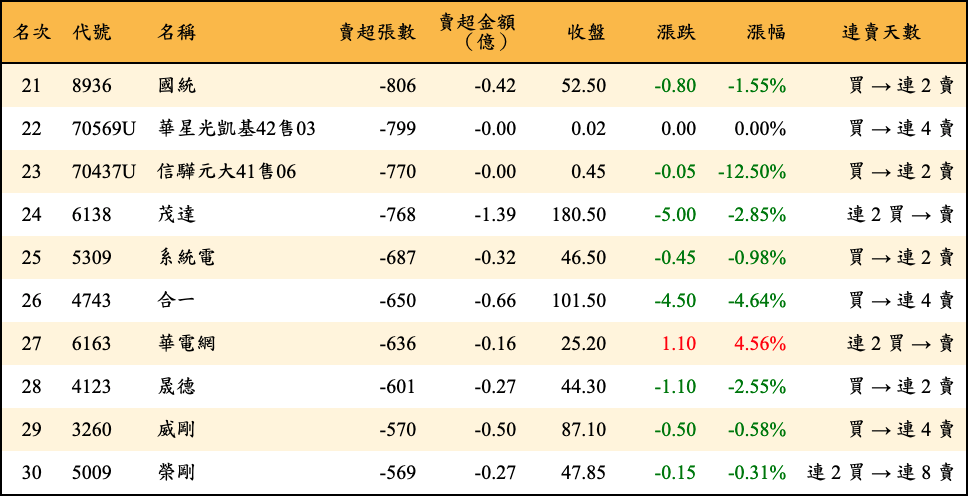 名次 代號 名稱 賣超張數 賣超金額（億） 收盤 漲跌 漲幅 連賣天數
21 8936 國統 -806 -0.42 52.50 -0.80 -1.55% 買 → 連 2 賣
22 70569U 華星光凱基42售03 -799 -0.00 0.02 0.00 0.00% 買 → 連 4 賣
23 70437U 信驊元大41售06 -770 -0.00 0.45 -0.05 -12.50% 買 → 連 2 賣
24 6138 茂達 -768 -1.39 180.50 -5.00 -2.85% 連 2 買 → 賣
25 5309 系統電 -687 -0.32 46.50 -0.45 -0.98% 買 → 連 2 賣
26 4743 合一 -650 -0.66 101.50 -4.50 -4.64% 買 → 連 4 賣
27 6163 華電網 -636 -0.16 25.20 1.10 4.56% 連 2 買 → 賣
28 4123 晟德 -601 -0.27 44.30 -1.10 -2.55% 買 → 連 2 賣
29 3260 威剛 -570 -0.50 87.10 -0.50 -0.58% 買 → 連 4 賣
30 5009 榮剛 -569 -0.27 47.85 -0.15 -0.31% 連 2 買 → 連 8 賣